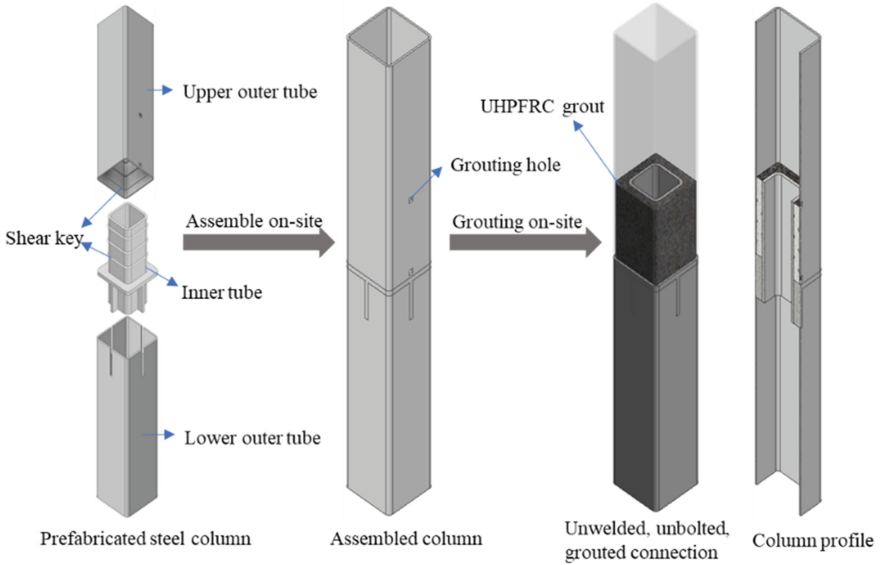 Upper outer tube
UHPFRC grout
Grouting hole
Assemble on-site
Grouting on-site
Shear key
Inner tube
Lower outer tube
Prefabricated steel column
Assembled column
Unwelded, unbolted,
grouted connection
Column profile